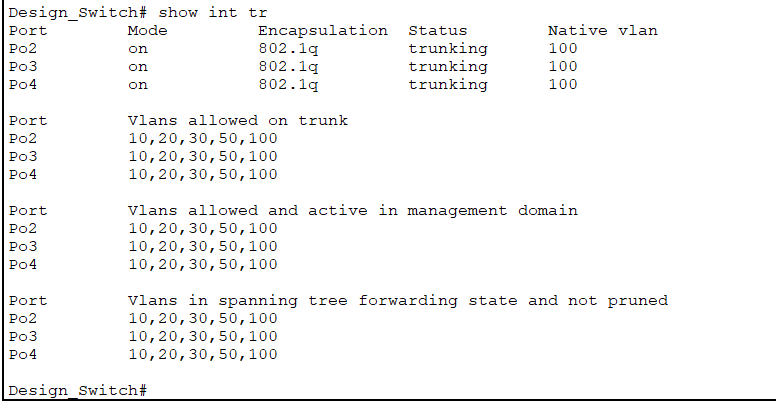 Design_Switch# show int tr
Port        Mode         Encapsulation  Status        Native vlan
Po2         on           802.1q         trunking      100
Po3         on           802.1q         trunking      100
Po4         on           802.1q         trunking      100

Port        Vlans allowed on trunk
Po2         10,20,30,50,100
Po3         10,20,30,50,100
Po4         10,20,30,50,100

Port        Vlans allowed and active in management domain
Po2         10,20,30,50,100
Po3         10,20,30,50,100
Po4         10,20,30,50,100

Port        Vlans in spanning tree forwarding state and not pruned
Po2         10,20,30,50,100
Po3         10,20,30,50,100
Po4         10,20,30,50,100

Design_Switch#